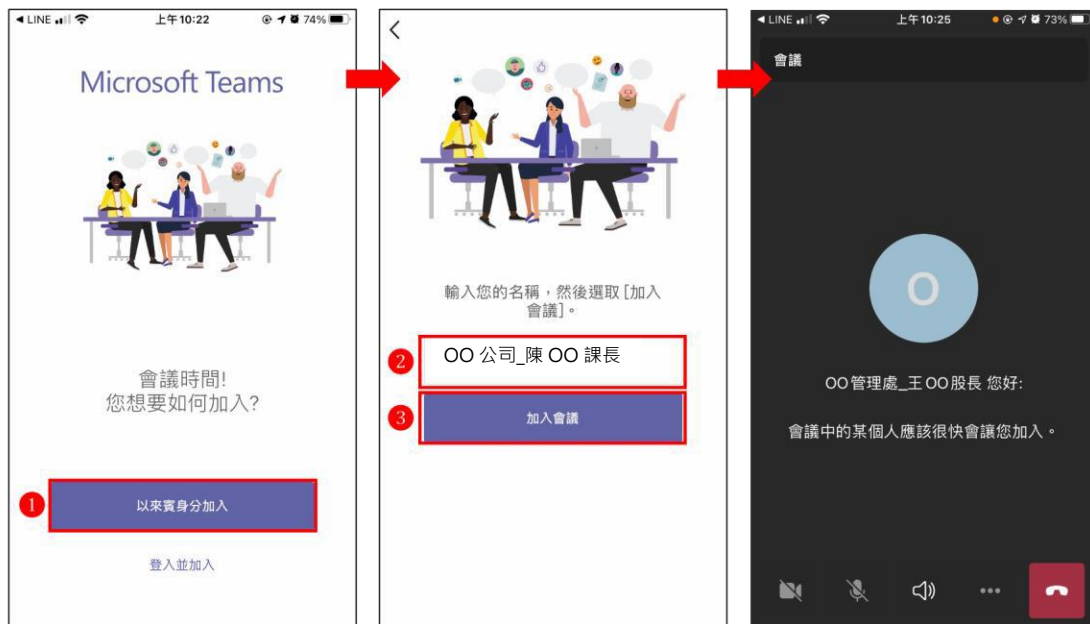 LINE
上午10:22
74%
Microsoft Teams
會議時間!
您想要如何加入?
1
以來賓身分加入
登入並加入
輸入您的名稱，然後選取 [加入
會議]。
2
OO 公司_陳 OO 課長
3
加入會議
LINE
上午10:25
73%
會議
O
OO管理處_王OO股長 您好:
會議中的某個人應該很快會讓您加入。